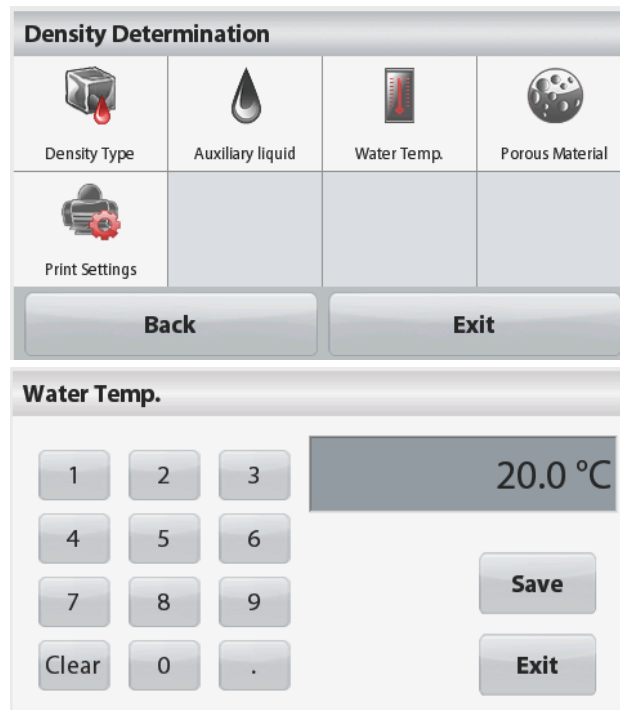 Density Determination
Density Type
Auxiliary liquid
Water Temp.
Porous Material
Print Settings
Back
Exit
Water Temp.
1 2 3
20.0 °C
4 5 6
7 8 9
Save
Clear 0 .
Exit